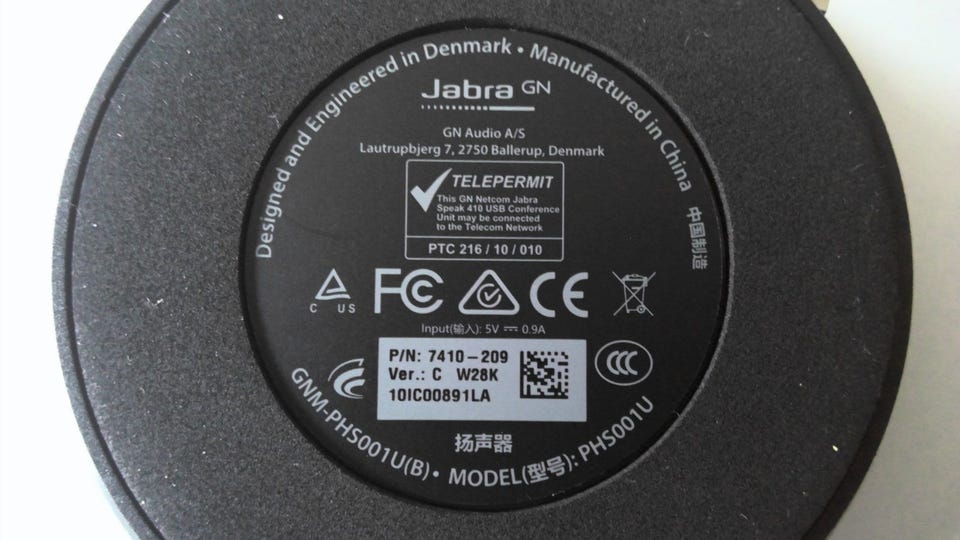 Designed and Engineered in Denmark • Manufactured in China 中国制造
Jabra GN
GN Audio A/S
Lautrupbjerg 7, 2750 Ballerup, Denmark
TELEPERMIT
This GN Netcom Jabra
Speak 410 USB Conference
Unit may be connected
to the Telecom Network
PTC 216 / 10 / 010
C US
FC
CE
Input(输入): 5V ⎓ 0.9A
P/N: 7410-209
Ver.: C W28K
10IC00891LA
CCC
扬声器
GNM-PHS001U(B) • MODEL(型号): PHS001U